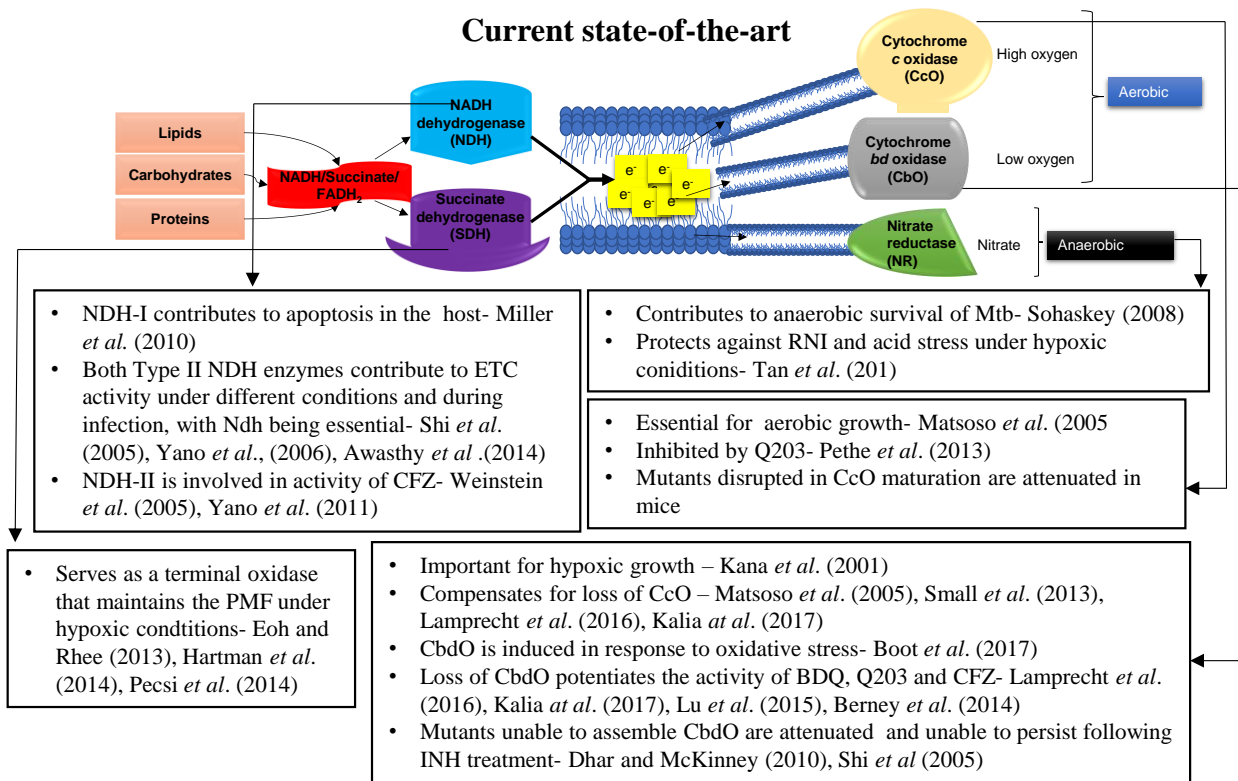 Current state-of-the-art
Lipids
Carbohydrates
Proteins
NADH/Succinate/
FADH2
NADH
dehydrogenase
(NDH)
Succinate
dehydrogenase
(SDH)
e-
e-
e-
e-
e-
e-
Cytochrome
c oxidase
(CcO)
High oxygen
Cytochrome
bd oxidase
(CbO)
Low oxygen
Aerobic
Nitrate
reductase
(NR)
Nitrate
Anaerobic
• NDH-I contributes to apoptosis in the host- Miller
et al. (2010)
• Both Type II NDH enzymes contribute to ETC
activity under different conditions and during
infection, with Ndh being essential- Shi et al.
(2005), Yano et al., (2006), Awasthy et al .(2014)
• NDH-II is involved in activity of CFZ- Weinstein
et al. (2005), Yano et al. (2011)
• Contributes to anaerobic survival of Mtb- Sohaskey (2008)
• Protects against RNI and acid stress under hypoxic
coniditions- Tan et al. (201)
• Essential for aerobic growth- Matsoso et al. (2005
• Inhibited by Q203- Pethe et al. (2013)
• Mutants disrupted in CcO maturation are attenuated in
mice
• Serves as a terminal oxidase
that maintains the PMF under
hypoxic condtitions- Eoh and
Rhee (2013), Hartman et al.
(2014), Pecsi et al. (2014)
• Important for hypoxic growth – Kana et al. (2001)
• Compensates for loss of CcO – Matsoso et al. (2005), Small et al. (2013),
Lamprecht et al. (2016), Kalia at al. (2017)
• CbdO is induced in response to oxidative stress- Boot et al. (2017)
• Loss of CbdO potentiates the activity of BDQ, Q203 and CFZ- Lamprecht et al.
(2016), Kalia at al. (2017), Lu et al. (2015), Berney et al. (2014)
• Mutants unable to assemble CbdO are attenuated and unable to persist following
INH treatment- Dhar and McKinney (2010), Shi et al (2005)